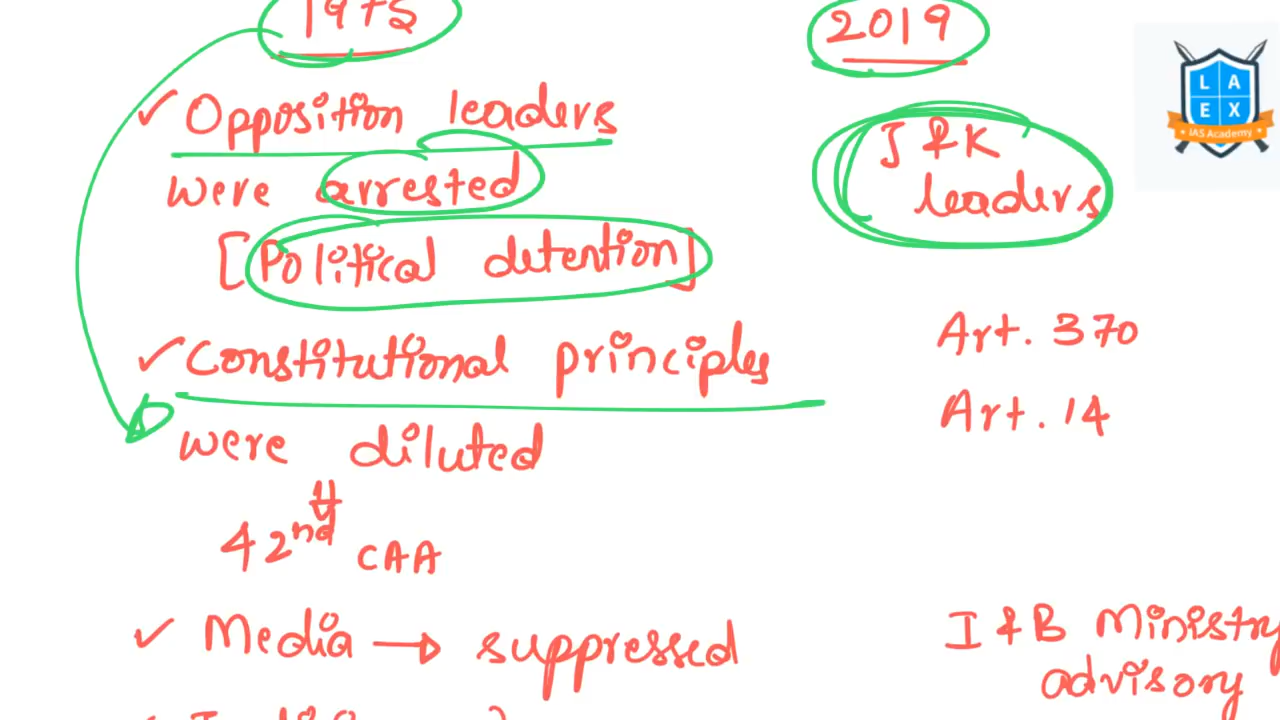 1975
Opposition leaders
were arrested
[Political detention]
Constitutional principles
were diluted
42nd CAA
Media → suppressed
2019
J & K
leaders
Art. 370
Art. 14
I & B Ministry
advisory
L A
E X
IAS Academy